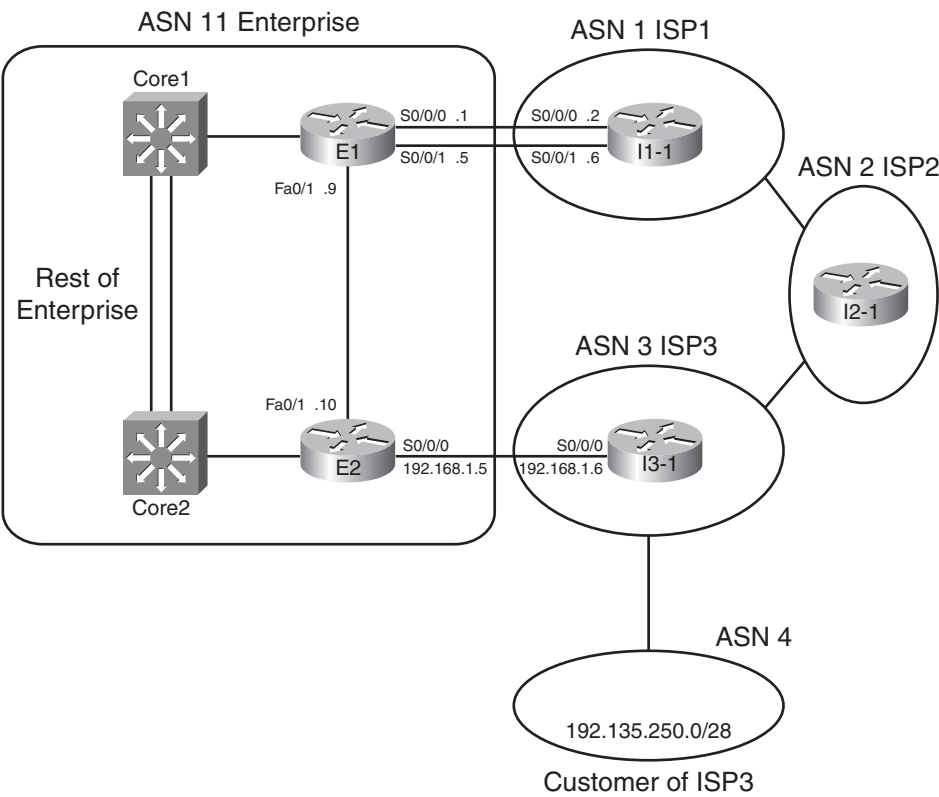 ASN 11 Enterprise
ASN 1 ISP1
Core1
E1
S0/0/0 .1
S0/0/0 .2
S0/0/1 .5
S0/0/1 .6
I1-1
Fa0/1 .9
ASN 2 ISP2
I2-1
Rest of
Enterprise
ASN 3 ISP3
Fa0/1 .10
E2
S0/0/0
192.168.1.5
S0/0/0
192.168.1.6
I3-1
Core2
ASN 4
192.135.250.0/28
Customer of ISP3